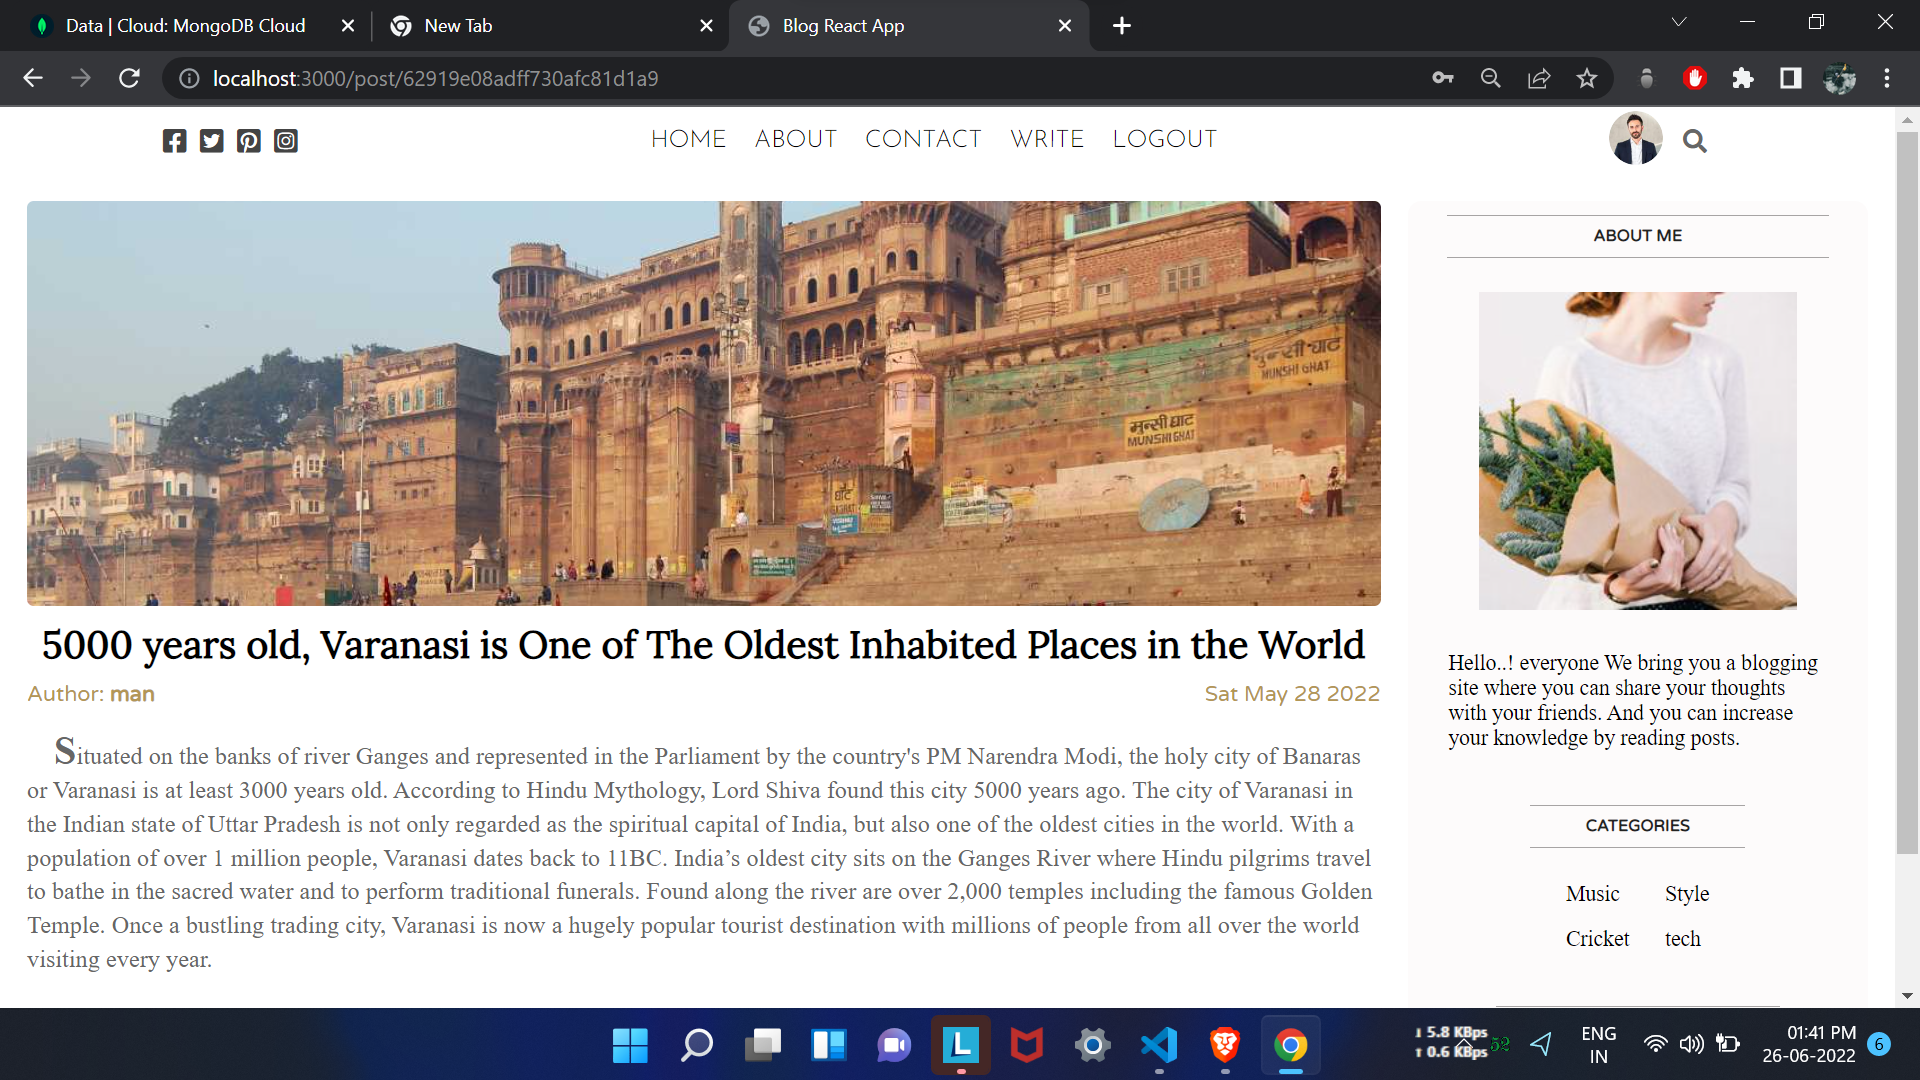 Data | Cloud: MongoDB Cloud
New Tab
Blog React App
localhost:3000/post/62919e08adff730afc81d1a9
HOME ABOUT CONTACT WRITE LOGOUT
मुन्सी घाट
MUNSHI GHAT
मुन्सी घाट
MUNSHI GHAT
5000 years old, Varanasi is One of The Oldest Inhabited Places in the World
Author: man
Sat May 28 2022
Situated on the banks of river Ganges and represented in the Parliament by the country's PM Narendra Modi, the holy city of Banaras
or Varanasi is at least 3000 years old. According to Hindu Mythology, Lord Shiva found this city 5000 years ago. The city of Varanasi in
the Indian state of Uttar Pradesh is not only regarded as the spiritual capital of India, but also one of the oldest cities in the world. With a
population of over 1 million people, Varanasi dates back to 11BC. India’s oldest city sits on the Ganges River where Hindu pilgrims travel
to bathe in the sacred water and to perform traditional funerals. Found along the river are over 2,000 temples including the famous Golden
Temple. Once a bustling trading city, Varanasi is now a hugely popular tourist destination with millions of people from all over the world
visiting every year.
ABOUT ME
Hello..! everyone We bring you a blogging
site where you can share your thoughts
with your friends. And you can increase
your knowledge by reading posts.
CATEGORIES
Music Style
Cricket tech
5.8 KBps
0.6 KBps
52
ENG
IN
01:41 PM
26-06-2022
6